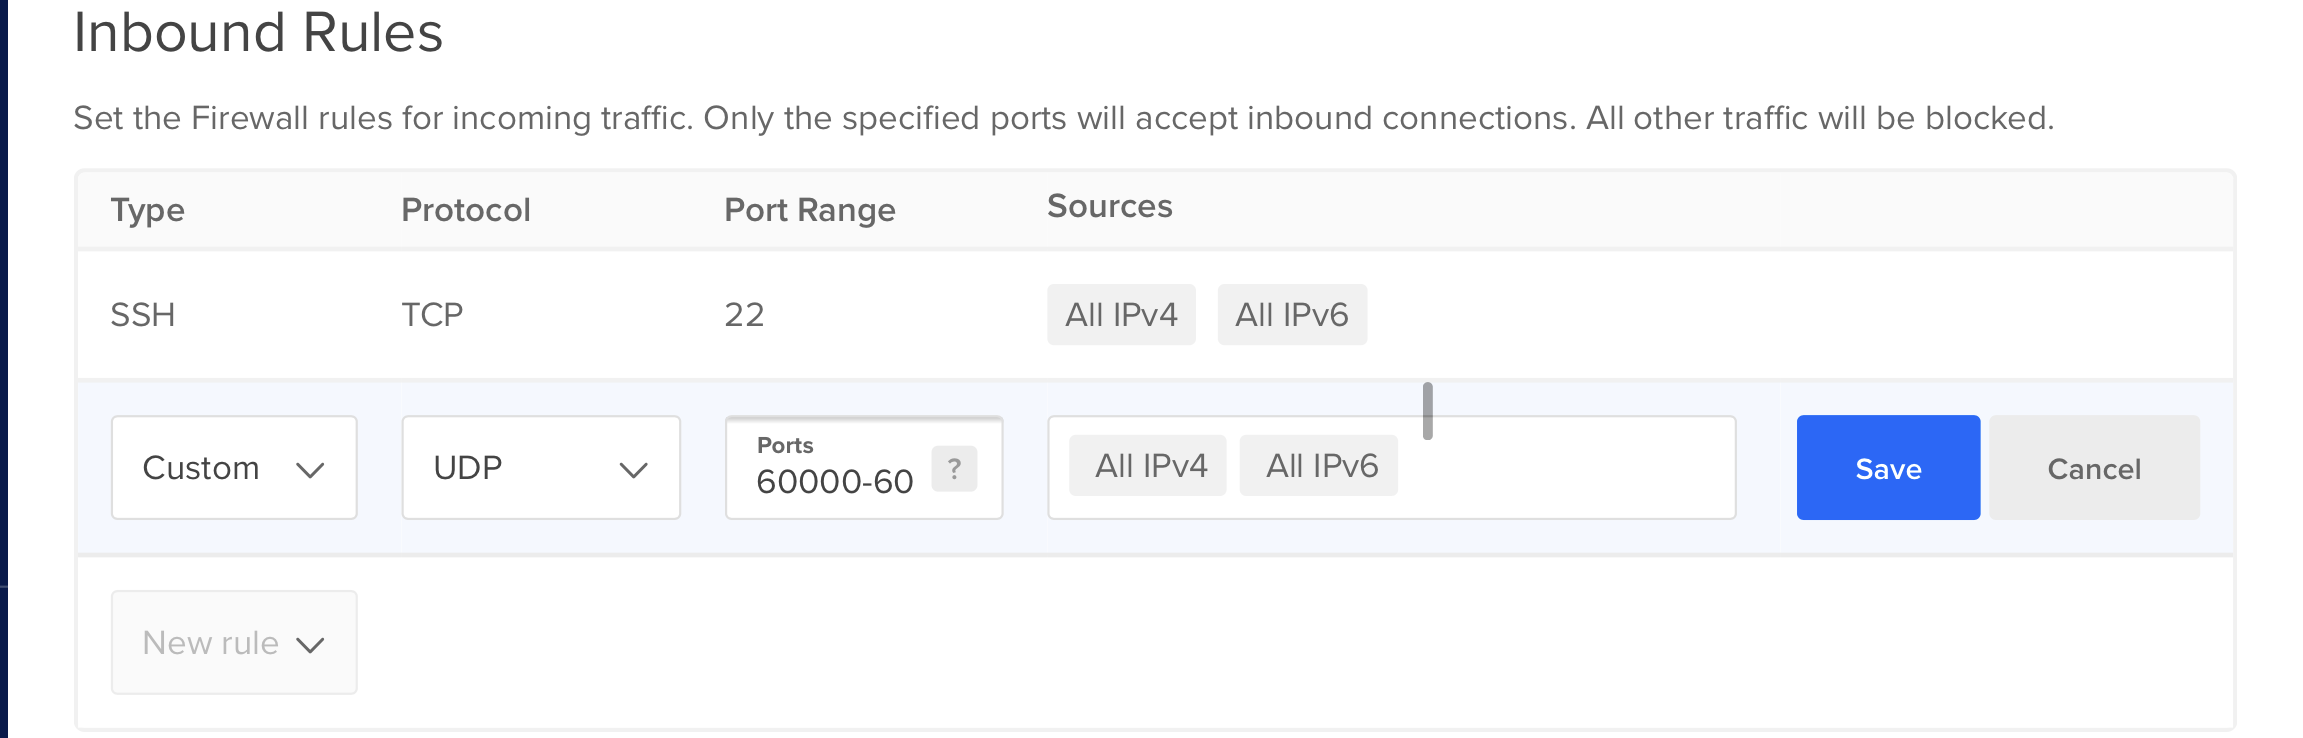 Inbound Rules
Set the Firewall rules for incoming traffic. Only the specified ports will accept inbound connections. All other traffic will be blocked.
Type Protocol Port Range Sources
SSH TCP 22 All IPv4 All IPv6
Custom UDP Ports 60000-60 ? All IPv4 All IPv6 Save Cancel
New rule